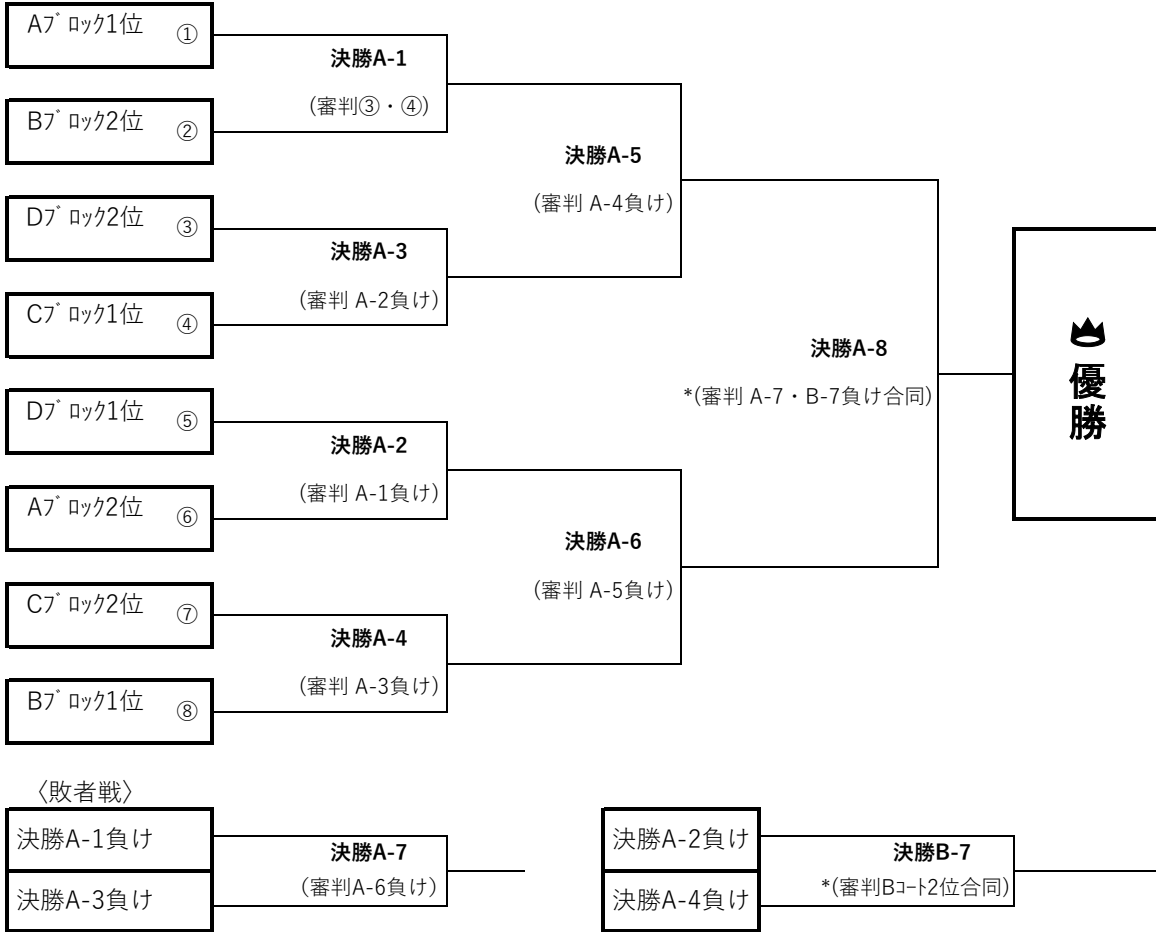 Aﾌﾞﾛｯｸ1位 ①
決勝A-1
(審判③・④)
Bﾌﾞﾛｯｸ2位 ②
決勝A-5
(審判 A-4負け)
Dﾌﾞﾛｯｸ2位 ③
決勝A-3
(審判 A-2負け)
Cﾌﾞﾛｯｸ1位 ④
決勝A-8
*(審判 A-7・B-7負け合同)
優勝
Dﾌﾞﾛｯｸ1位 ⑤
決勝A-2
(審判 A-1負け)
Aﾌﾞﾛｯｸ2位 ⑥
決勝A-6
(審判 A-5負け)
Cﾌﾞﾛｯｸ2位 ⑦
決勝A-4
(審判 A-3負け)
Bﾌﾞﾛｯｸ1位 ⑧
〈敗者戦〉
決勝A-1負け
決勝A-7
(審判A-6負け)
決勝A-3負け
決勝A-2負け
決勝B-7
*(審判Bｺｰﾄ2位合同)
決勝A-4負け